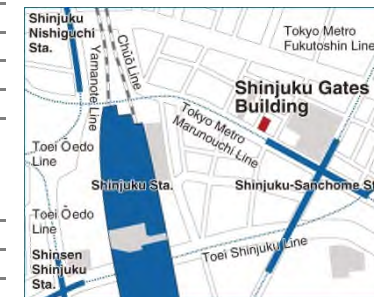 Shinjuku
Nishiguchi
Sta.
Yamanote Line
Chūō Line
Tokyo Metro
Fukutoshin Line
Shinjuku Gates
Building
Tokyo Metro
Marunouchi Line
Toei Ōedo
Line
Shinjuku Sta.
Shinjuku-Sanchome St
Toei Ōedo
Line
Toei Shinjuku Line
Shinsen
Shinjuku
Sta.